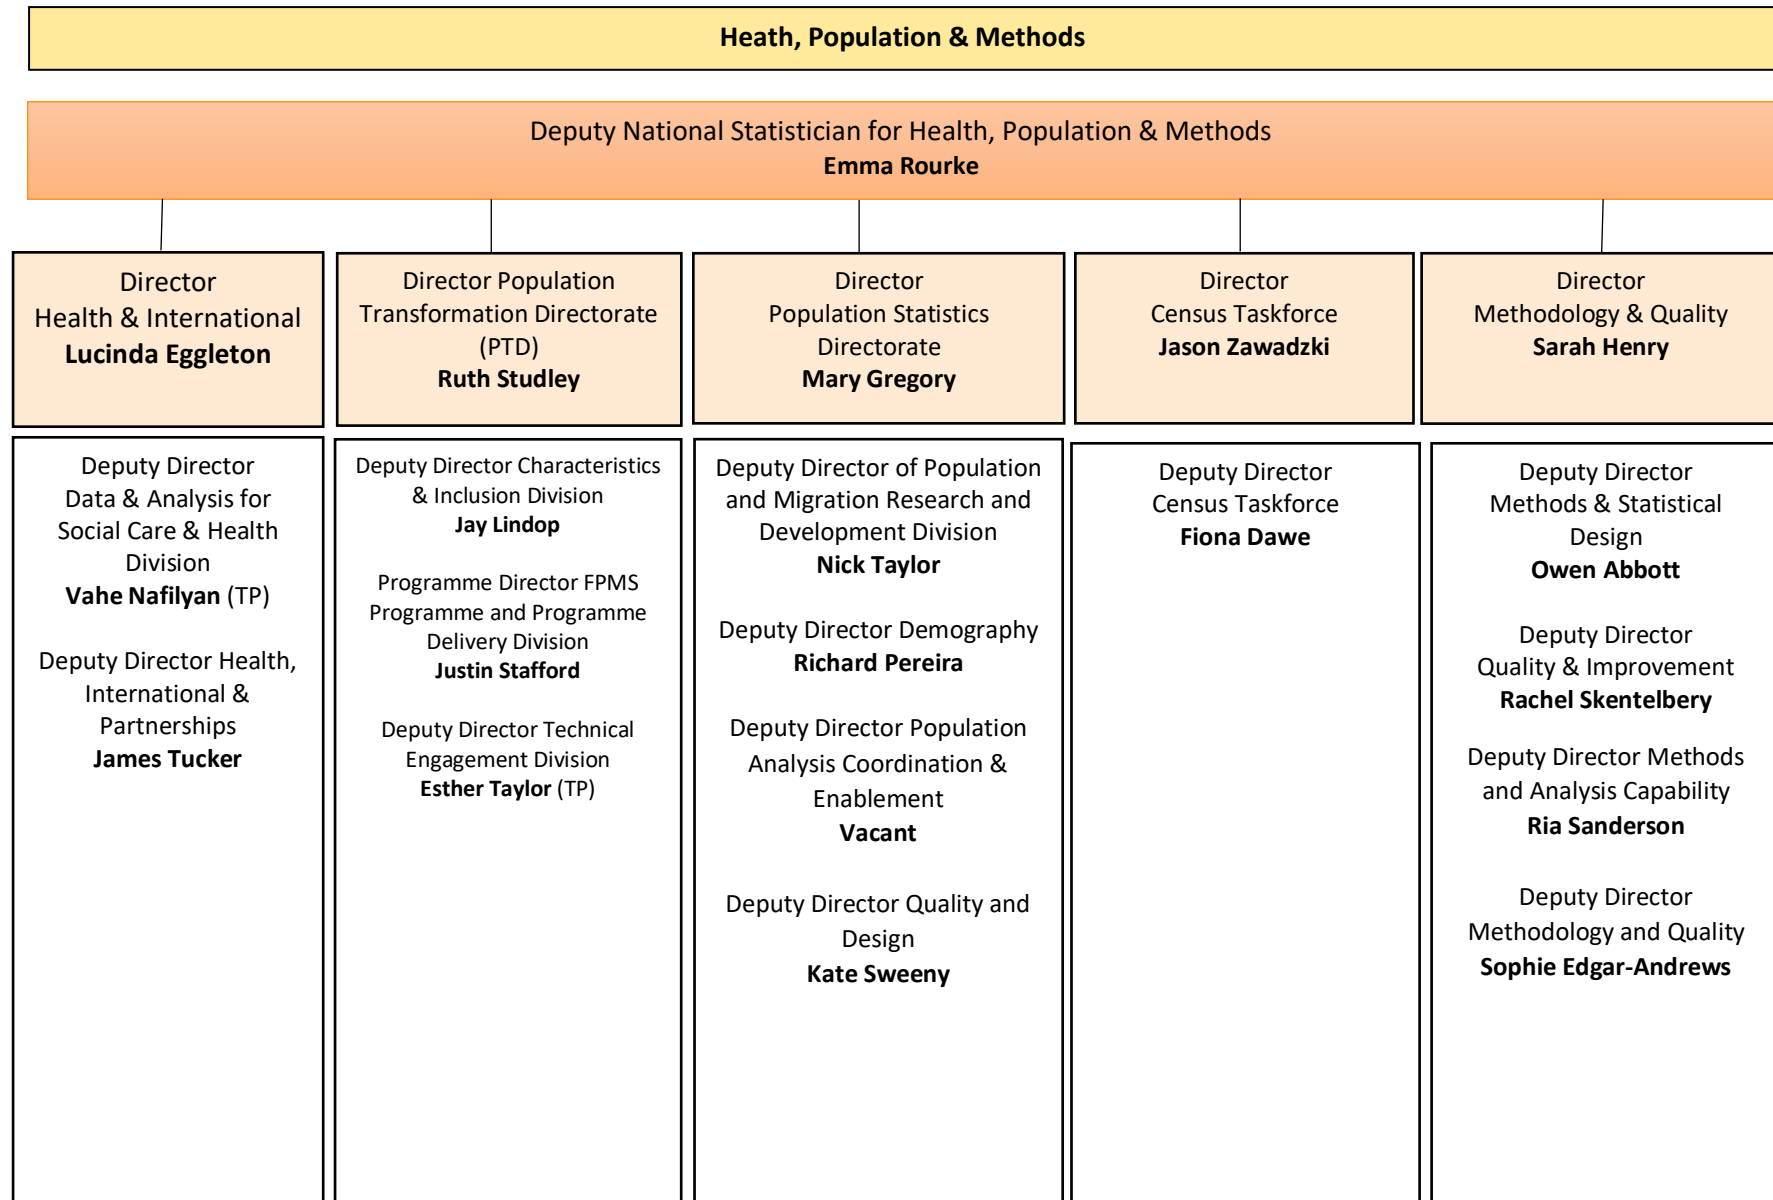 Heath, Population & Methods
Deputy National Statistician for Health, Population & Methods
Emma Rourke
Director
Health & International
Lucinda Eggleton
Director Population
Transformation Directorate
(PTD)
Ruth Studley
Director
Population Statistics
Directorate
Mary Gregory
Director
Census Taskforce
Jason Zawadzki
Director
Methodology & Quality
Sarah Henry
Deputy Director
Data & Analysis for
Social Care & Health
Division
Vahe Nafilyan (TP)
Deputy Director Health,
International &
Partnerships
James Tucker
Deputy Director Characteristics
& Inclusion Division
Jay Lindop
Programme Director FPMS
Programme and Programme
Delivery Division
Justin Stafford
Deputy Director Technical
Engagement Division
Esther Taylor (TP)
Deputy Director of Population
and Migration Research and
Development Division
Nick Taylor
Deputy Director Demography
Richard Pereira
Deputy Director Population
Analysis Coordination &
Enablement
Vacant
Deputy Director Quality and
Design
Kate Sweeny
Deputy Director
Census Taskforce
Fiona Dawe
Deputy Director
Methods & Statistical
Design
Owen Abbott
Deputy Director
Quality & Improvement
Rachel Skentelbery
Deputy Director Methods
and Analysis Capability
Ria Sanderson
Deputy Director
Methodology and Quality
Sophie Edgar-Andrews